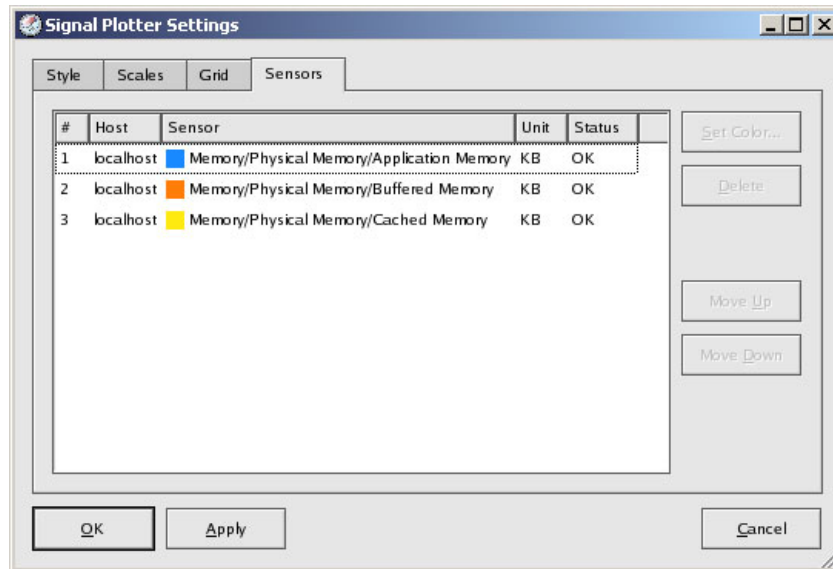 Signal Plotter Settings
Style Scales Grid Sensors
# Host Sensor Unit Status
1 localhost Memory/Physical Memory/Application Memory KB OK
2 localhost Memory/Physical Memory/Buffered Memory KB OK
3 localhost Memory/Physical Memory/Cached Memory KB OK
Set Color...
Delete
Move Up
Move Down
OK Apply Cancel